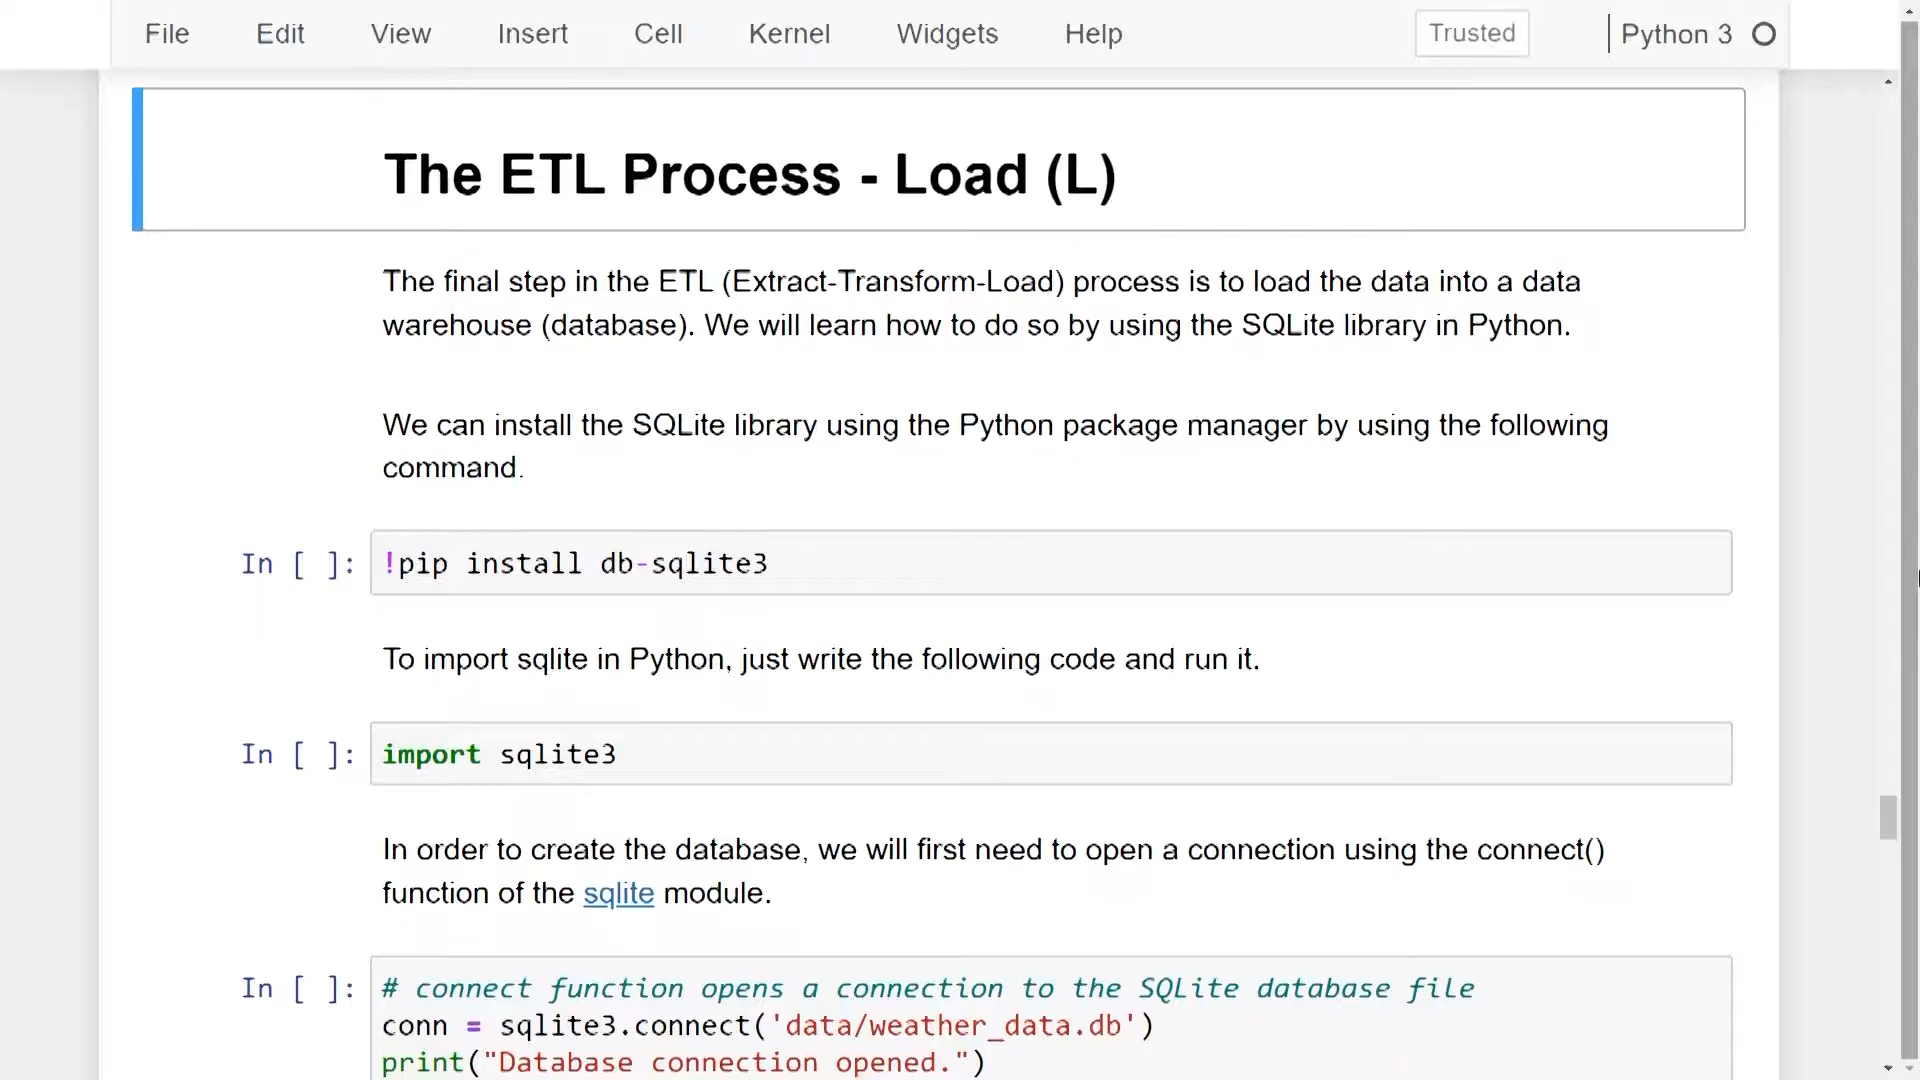 File Edit View Insert Cell Kernel Widgets Help Trusted Python 3
The ETL Process - Load (L)
The final step in the ETL (Extract-Transform-Load) process is to load the data into a data
warehouse (database). We will learn how to do so by using the SQLite library in Python.
We can install the SQLite library using the Python package manager by using the following
command.
In [ ]: !pip install db-sqlite3
To import sqlite in Python, just write the following code and run it.
In [ ]: import sqlite3
In order to create the database, we will first need to open a connection using the connect()
function of the sqlite module.
In [ ]: # connect function opens a connection to the SQLite database file
conn = sqlite3.connect('data/weather_data.db')
print("Database connection opened.")